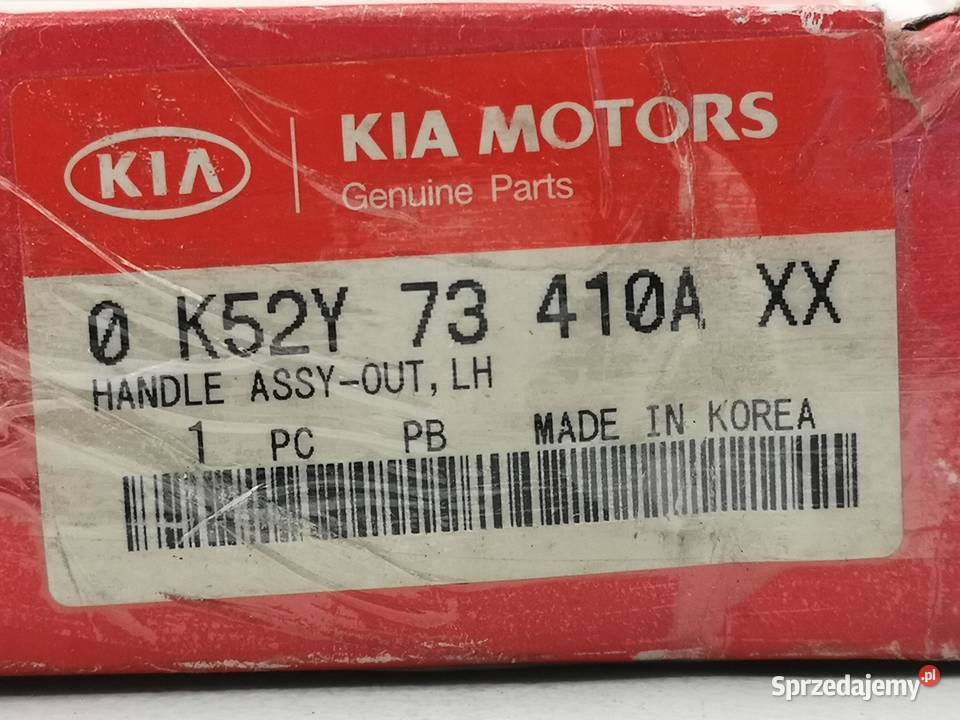 KIA
KIA MOTORS
Genuine Parts
0 K52Y 73 410A XX
HANDLE ASSY-OUT, LH
1 PC PB MADE IN KOREA
Sprzedajemy.pl